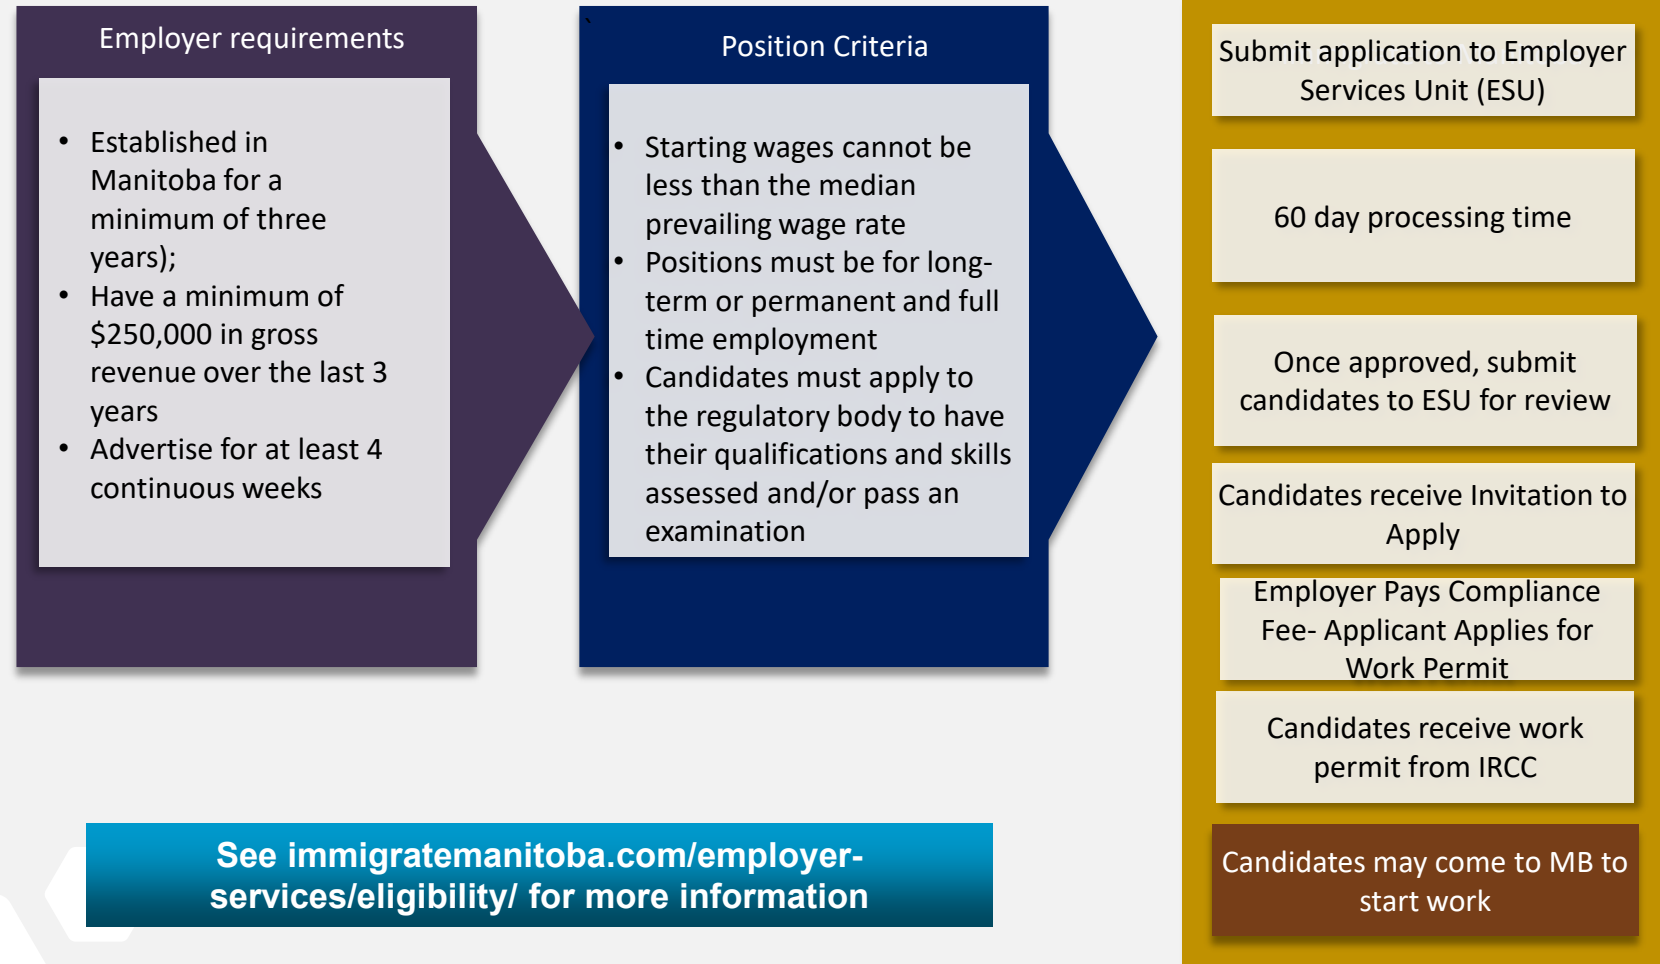 Employer requirements
• Established in
Manitoba for a
minimum of three
years);
• Have a minimum of
$250,000 in gross
revenue over the last 3
years
• Advertise for at least 4
continuous weeks
`
Position Criteria
• Starting wages cannot be
less than the median
prevailing wage rate
• Positions must be for long-
term or permanent and full
time employment
• Candidates must apply to
the regulatory body to have
their qualifications and skills
assessed and/or pass an
examination
Submit application to Employer
Services Unit (ESU)
60 day processing time
Once approved, submit
candidates to ESU for review
Candidates receive Invitation to
Apply
Employer Pays Compliance
Fee- Applicant Applies for
Work Permit
Candidates receive work
permit from IRCC
Candidates may come to MB to
start work
See immigratemanitoba.com/employer-
services/eligibility/ for more information